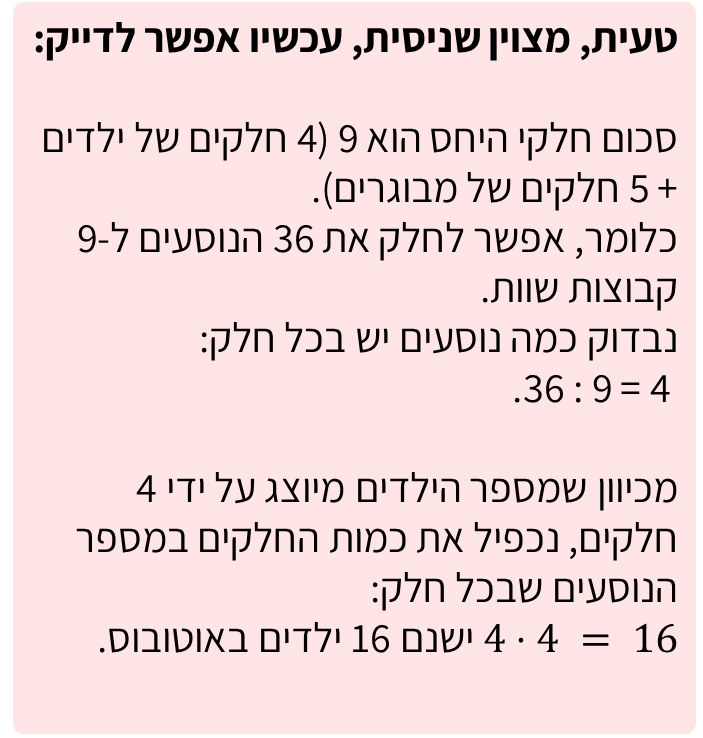 טעית, מצוין שניסית, עכשיו אפשר לדייק:
סכום חלקי היחס הוא 9 (4 חלקים של ילדים
+ 5 חלקים של מבוגרים).
כלומר, אפשר לחלק את 36 הנוסעים ל-9
קבוצות שוות.
נבדוק כמה נוסעים יש בכל חלק:
36 : 9 = 4.
מכיוון שמספר הילדים מיוצג על ידי 4
חלקים, נכפיל את כמות החלקים במספר
הנוסעים שבכל חלק:
4 · 4 = 16 ישנם 16 ילדים באוטובוס.